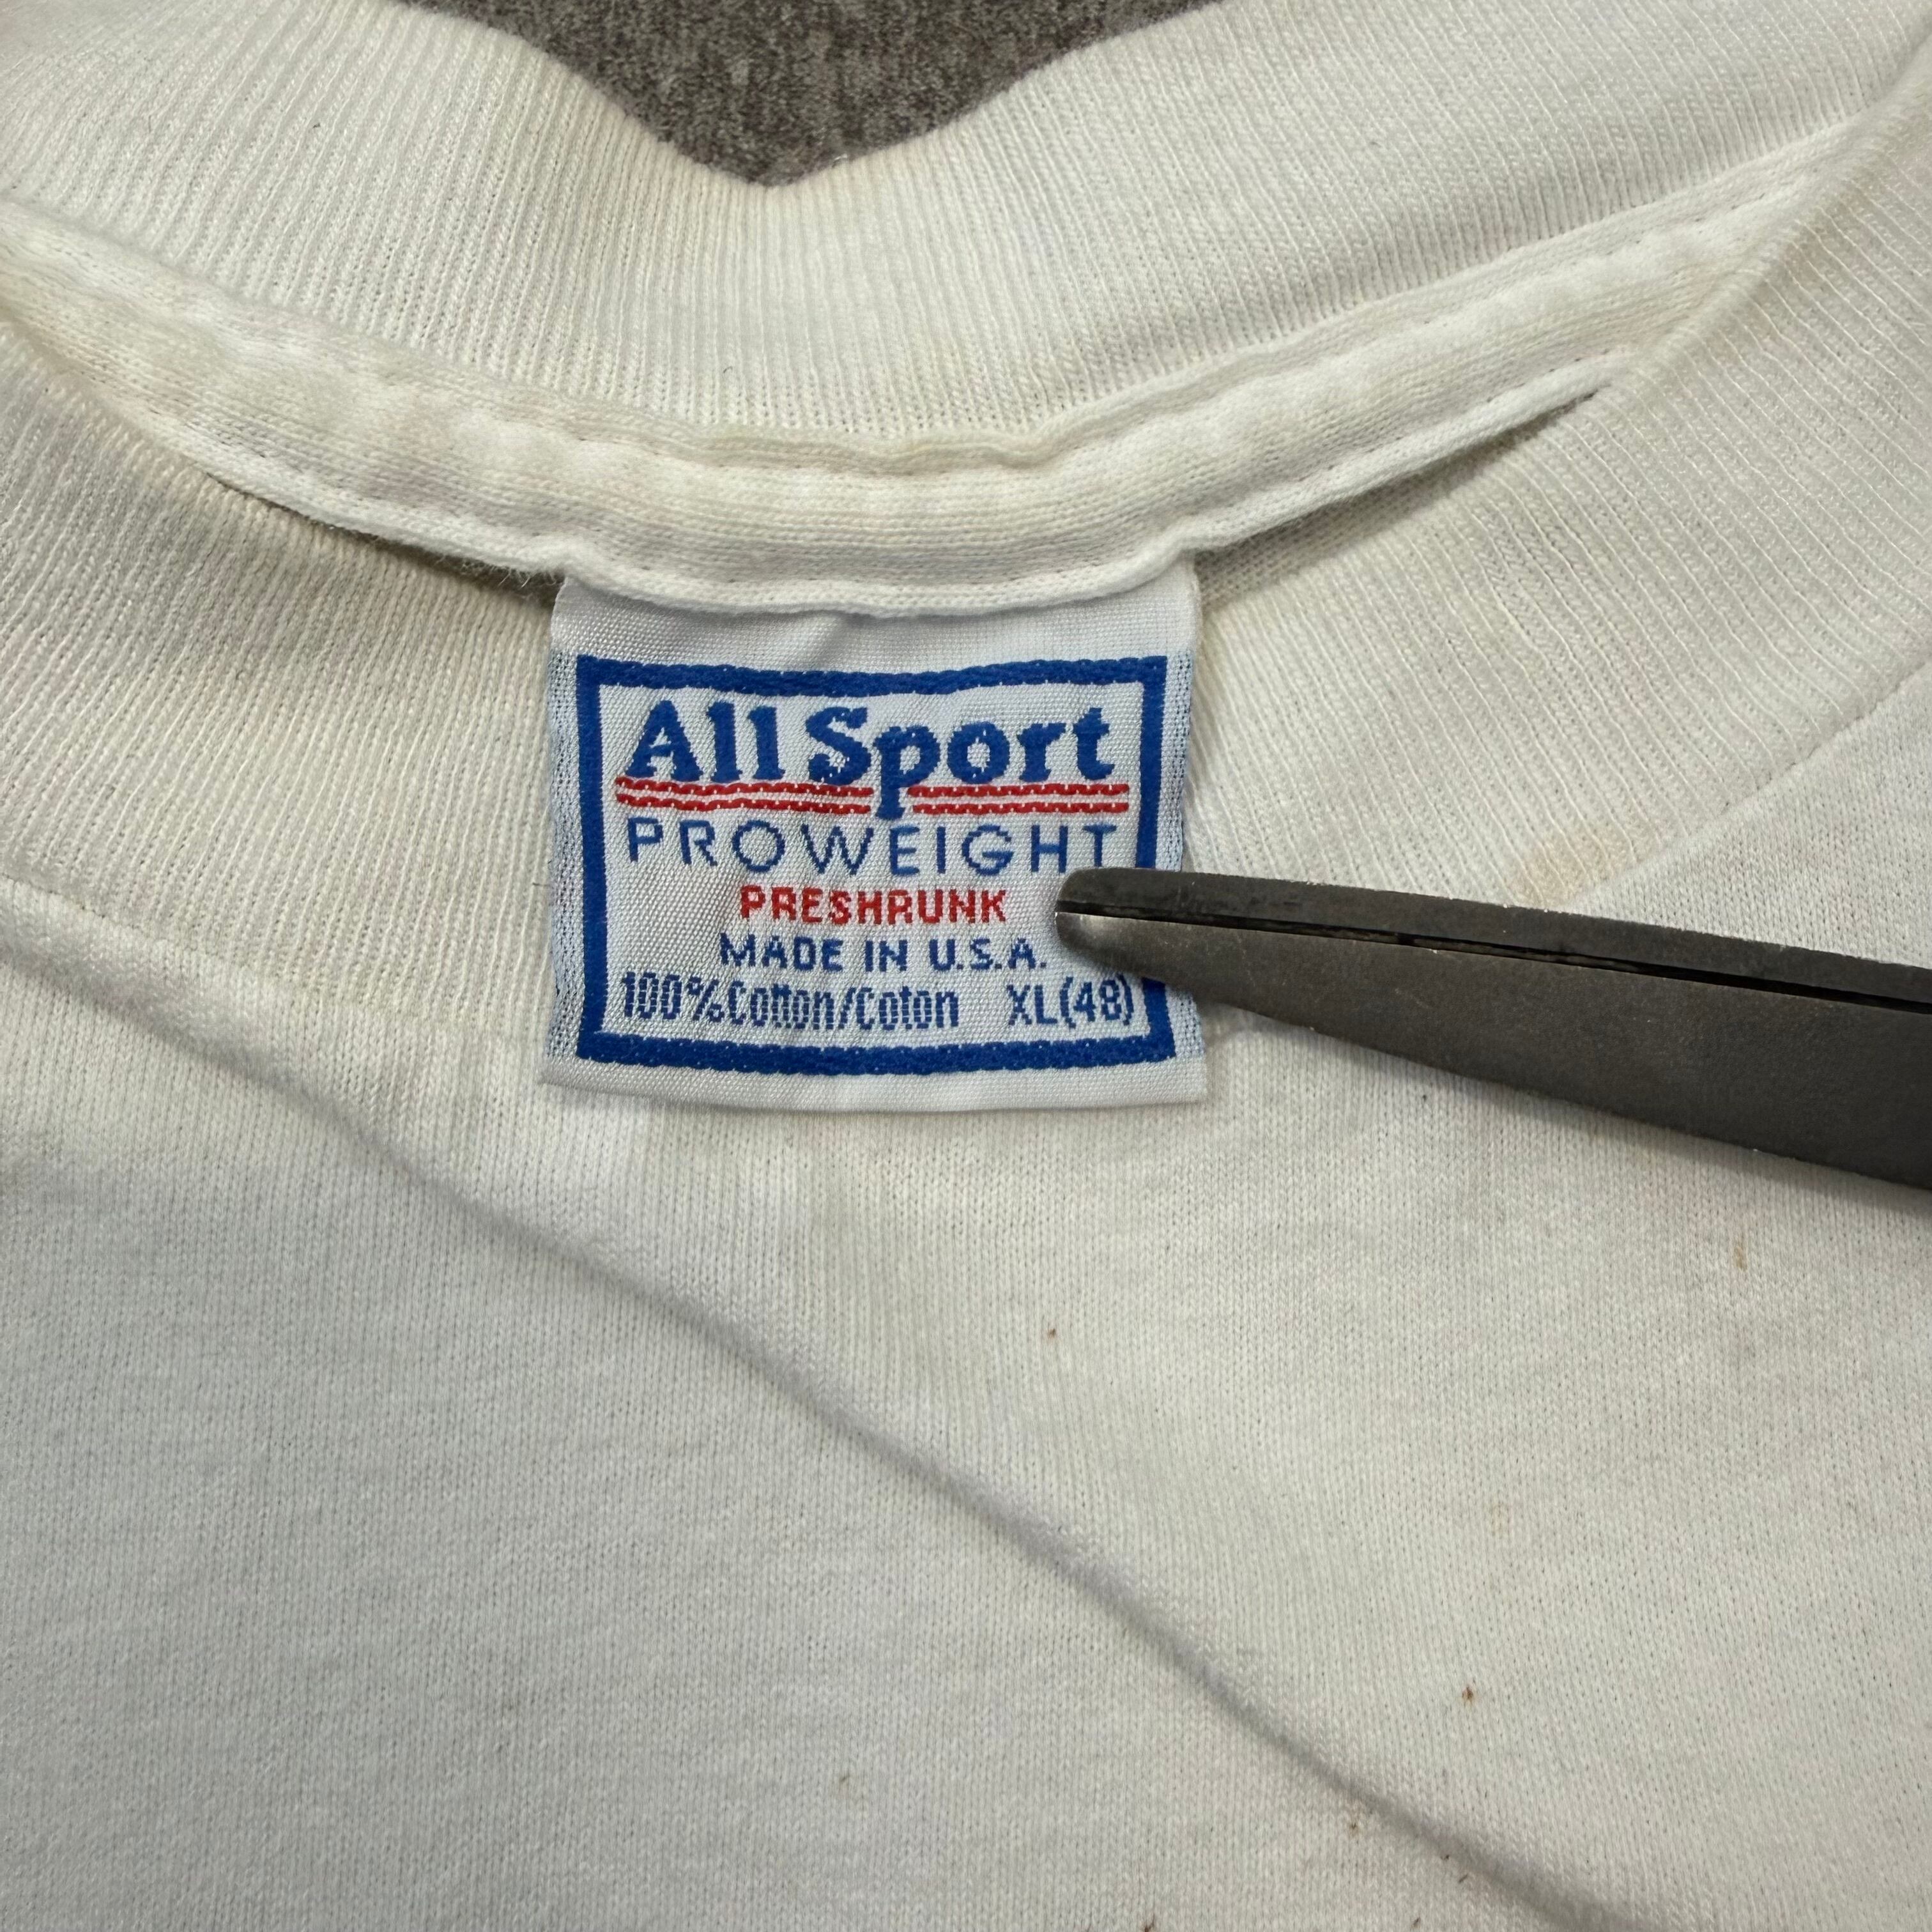 All Sport
PROWEIGHT
PRESHRUNK
MADE IN U.S.A.
100% Cotton/Coton XL(48)